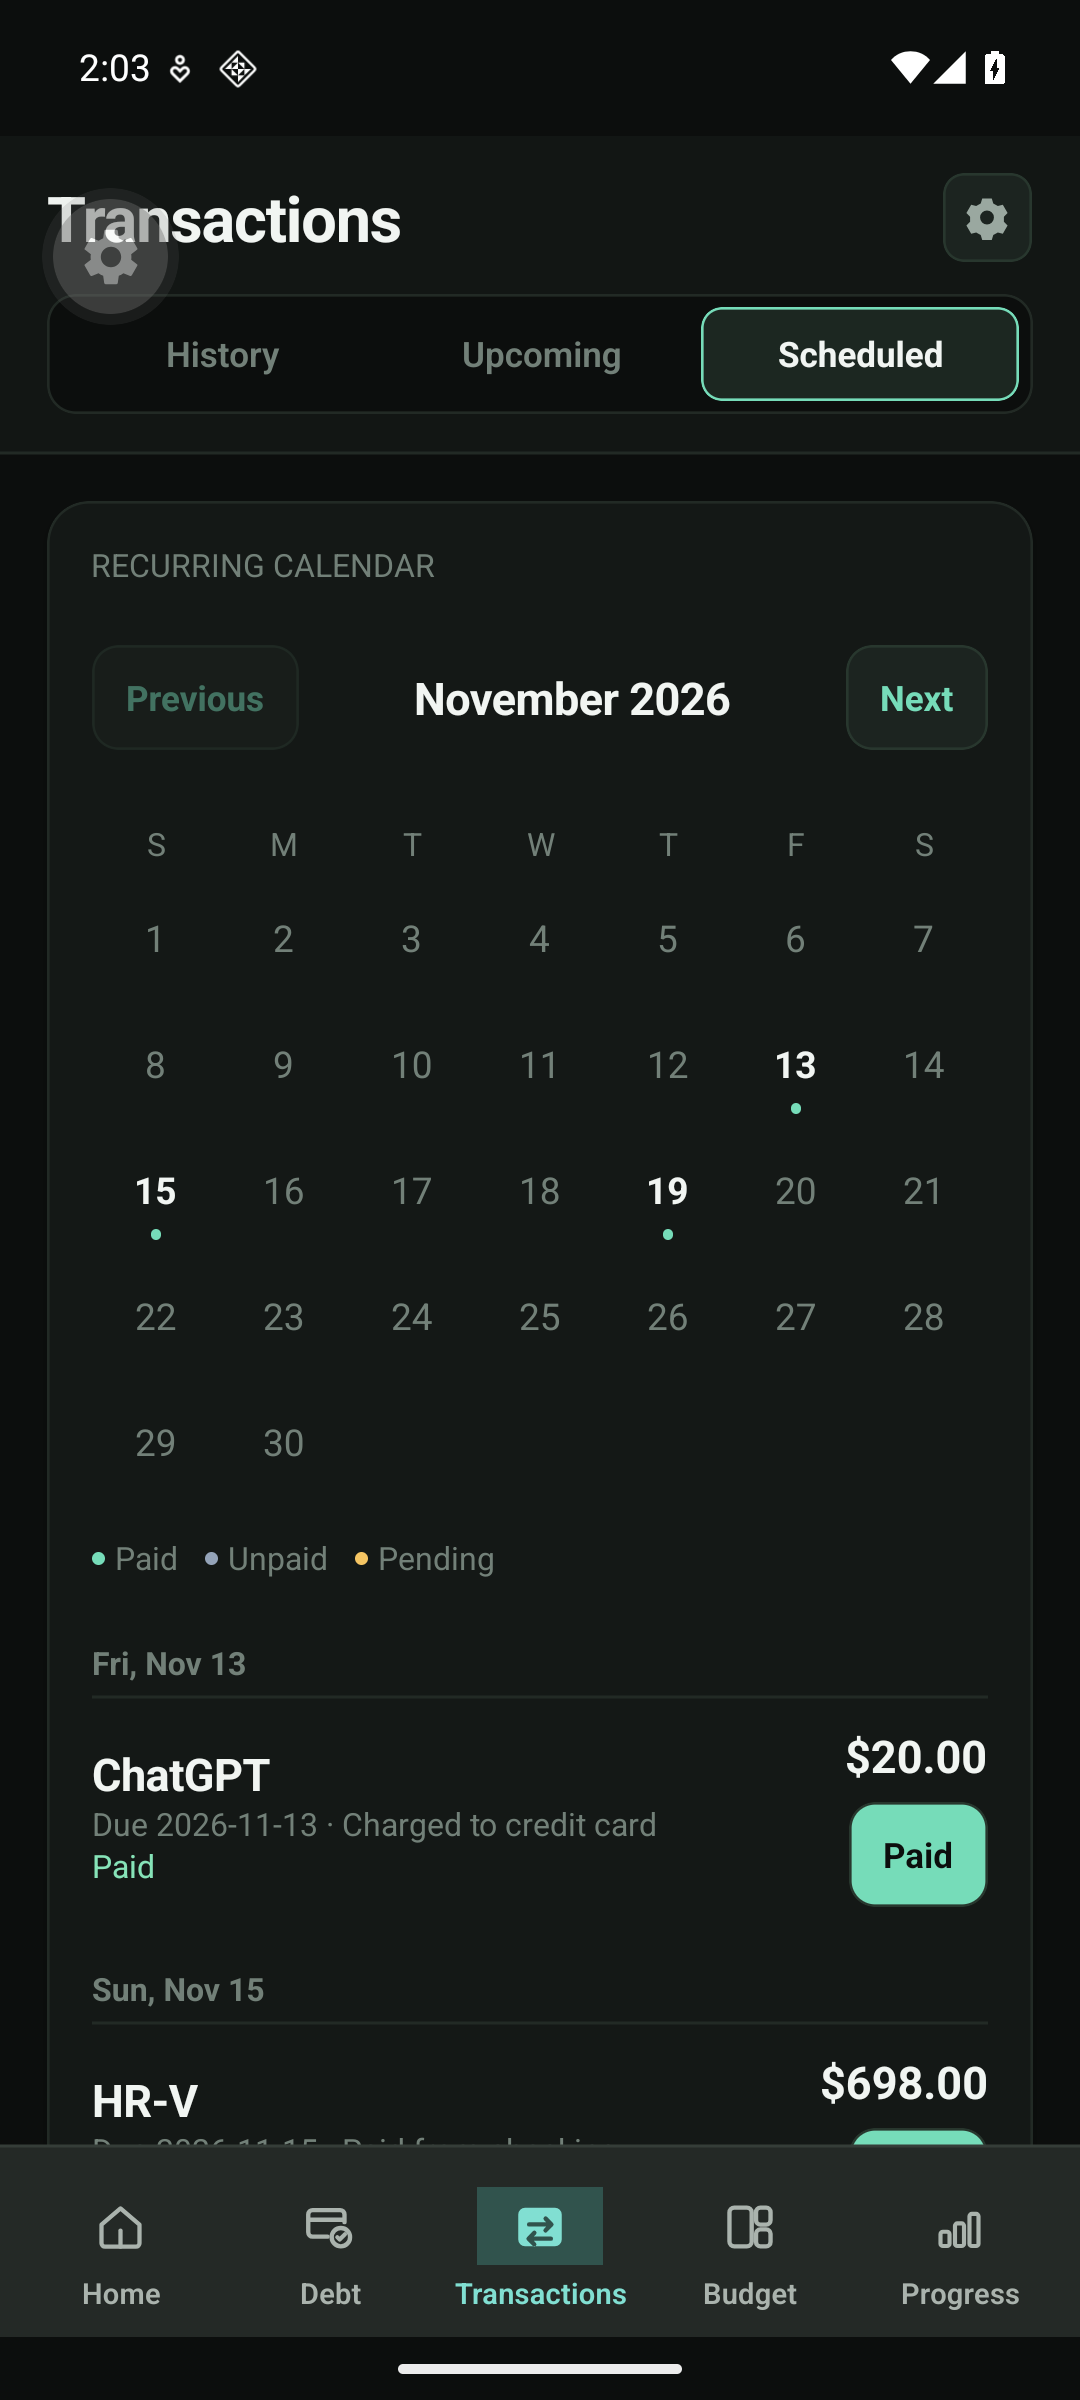 2:03
Transactions
History Upcoming Scheduled
RECURRING CALENDAR
Previous November 2026 Next
S M T W T F S
1 2 3 4 5 6 7
8 9 10 11 12 13 14
15 16 17 18 19 20 21
22 23 24 25 26 27 28
29 30
Paid Unpaid Pending
Fri, Nov 13
ChatGPT $20.00
Due 2026-11-13 · Charged to credit card
Paid Paid
Sun, Nov 15
HR-V $698.00
Home Debt Transactions Budget Progress